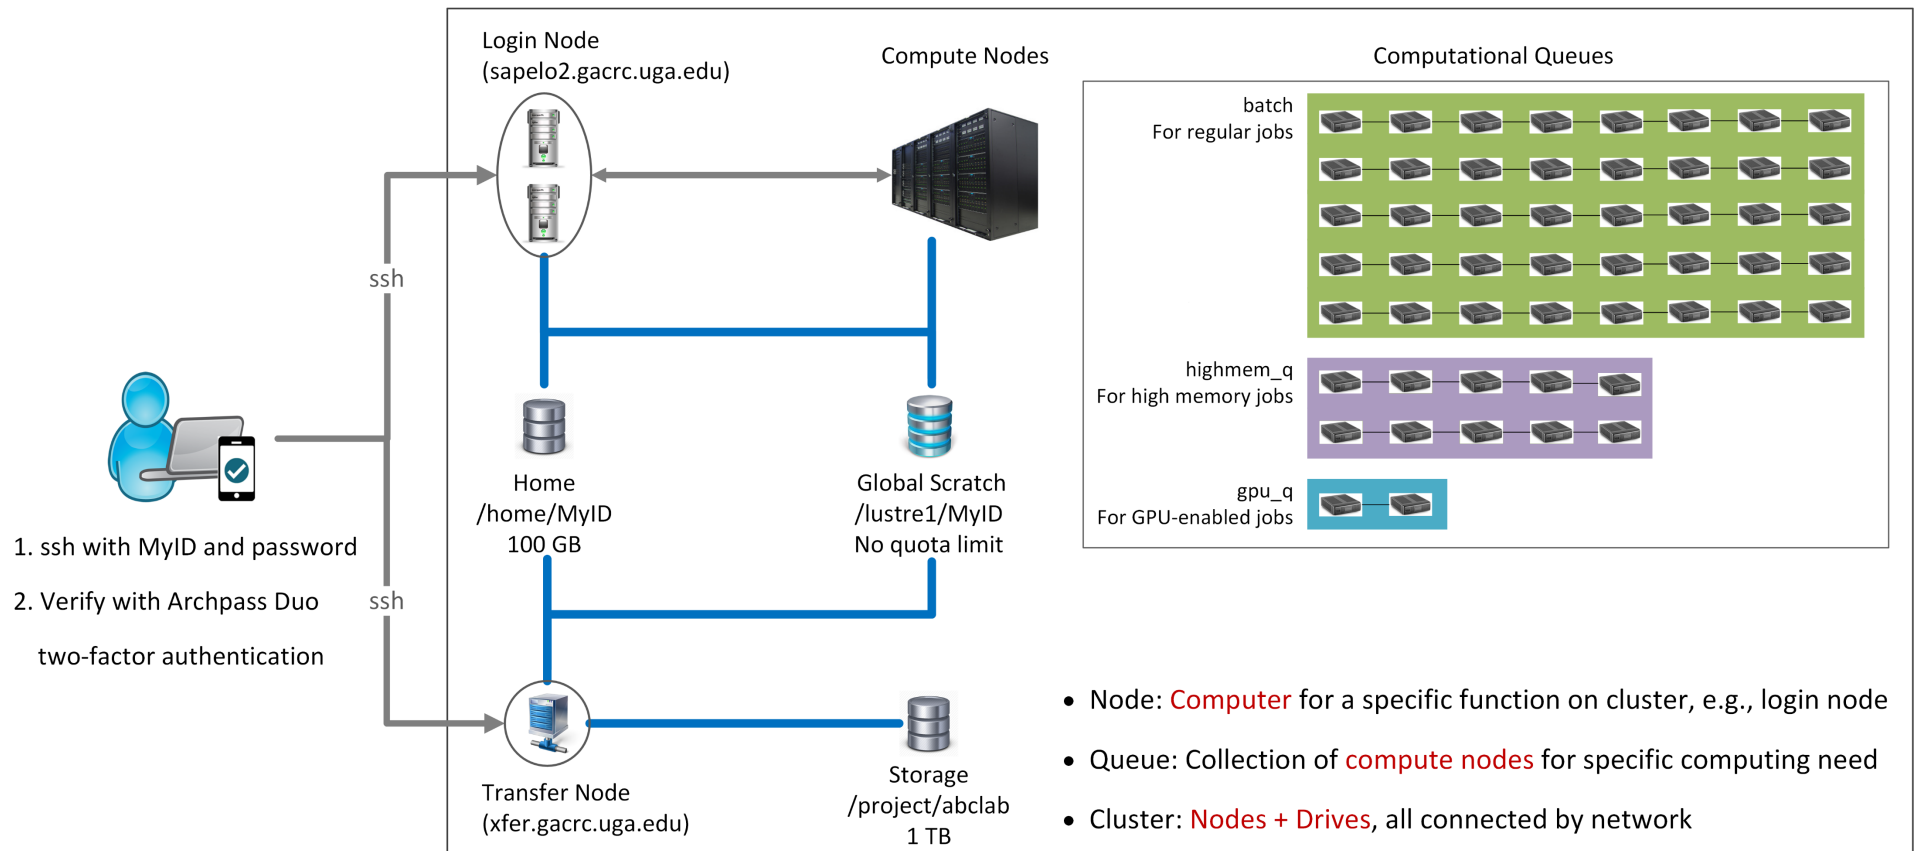 Login Node
(sapelo2.gacrc.uga.edu)
Compute Nodes
Computational Queues
batch
For regular jobs
highmem_q
For high memory jobs
gpu_q
For GPU-enabled jobs
ssh
Home
/home/MyID
100 GB
Global Scratch
/lustre1/MyID
No quota limit
1. ssh with MyID and password
2. Verify with Archpass Duo
two-factor authentication
ssh
Transfer Node
(xfer.gacrc.uga.edu)
Storage
/project/abclab
1 TB
• Node: Computer for a specific function on cluster, e.g., login node
• Queue: Collection of compute nodes for specific computing need
• Cluster: Nodes + Drives, all connected by network